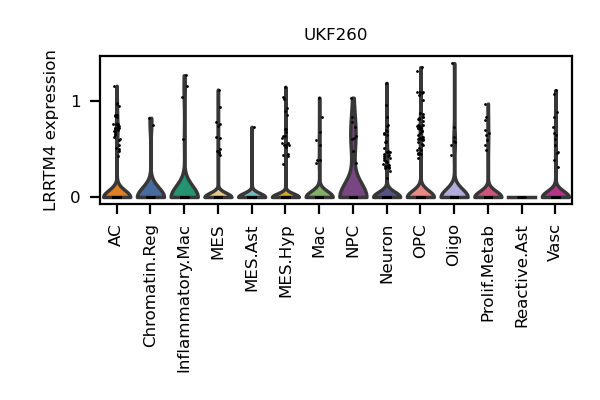 UKF260
LRRTM4 expression
1
0
AC
Chromatin.Reg
Inflammatory.Mac
MES
MES.Ast
MES.Hyp
Mac
NPC
Neuron
OPC
Oligo
Prolif.Metab
Reactive.Ast
Vasc